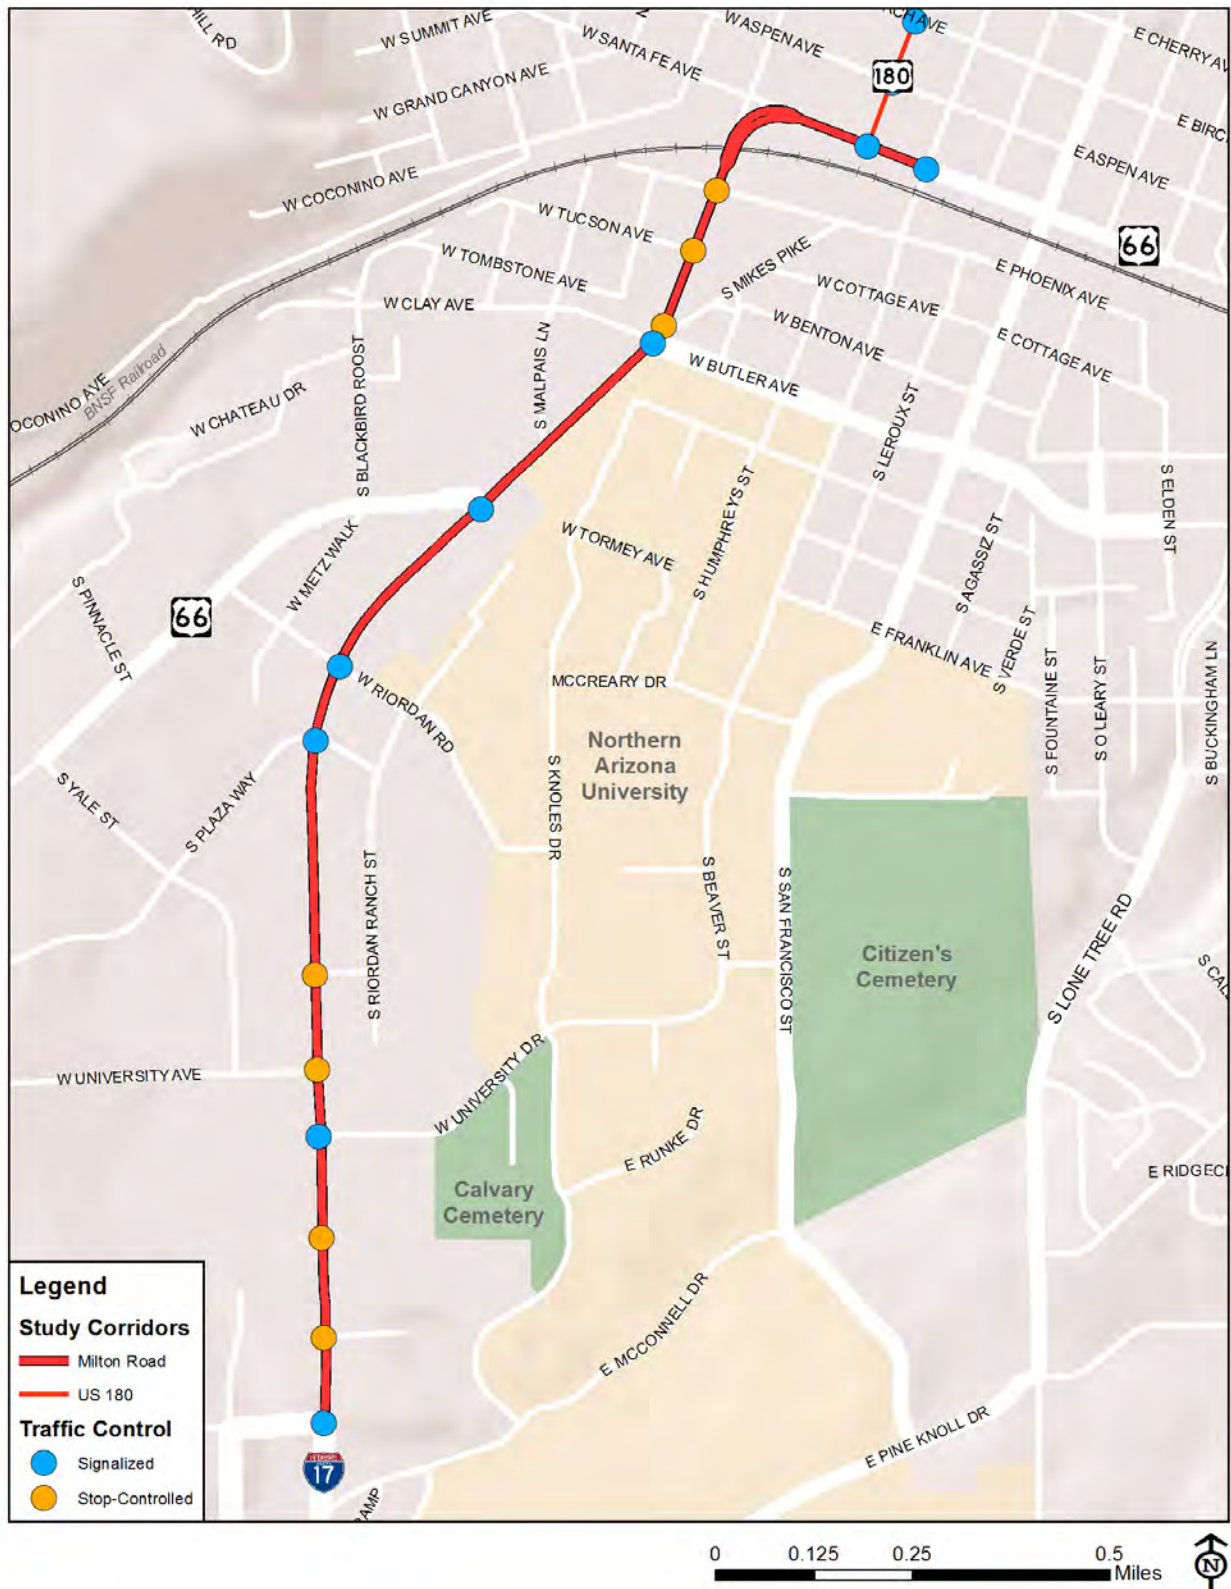 HILL RD
W SUMMIT AVE
W ASPEN AVE
W SANTA FE AVE
180
E CHERRY AV
W GRAND CANYON AVE
E BIRC
E ASPEN AVE
W COCONINO AVE
W TUCSON AVE
66
W TOMBSTONE AVE
S MIKES PIKE
E PHOENIX AVE
W COTTAGE AVE
W CLAY AVE
W BENTON AVE
E COTTAGE AVE
W BUTLER AVE
OCONINO AVE
BNSF Railroad
W CHATEAU DR
S BLACKBIRD ROOST
S MALPAIS LN
S LEROUX ST
S ELDEN ST
S HUMPHREYS ST
W TORMEY AVE
W METZ WALK
S AGASSIZ ST
S PINNACLE ST
66
E FRANKLIN AVE
S VERDE ST
S FOUNTAINE ST
S O LEARY ST
S BUCKINGHAM LN
W RIORDAN RD
MCCREARY DR
Northern
Arizona
University
S YALE ST
S PLAZA WAY
S KNOLES DR
S RIORDAN RANCH ST
S BEAVER ST
S SAN FRANCISCO ST
Citizen's
Cemetery
S LONE TREE RD
S CAL
W UNIVERSITY AVE
W UNIVERSITY DR
E RUNKE DR
E RIDGEC
Calvary
Cemetery
E MCCONNELL DR
E PINE KNOLL DR
17
RAMP
Legend
Study Corridors
Milton Road
US 180
Traffic Control
Signalized
Stop-Controlled
0 0.125 0.25 0.5
Miles
N